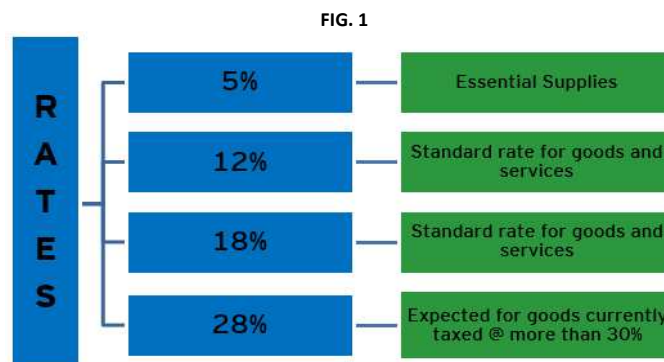 FIG. 1
RATES
5%
Essential Supplies
12%
Standard rate for goods and
services
18%
Standard rate for goods and
services
28%
Expected for goods currently
taxed @ more than 30%